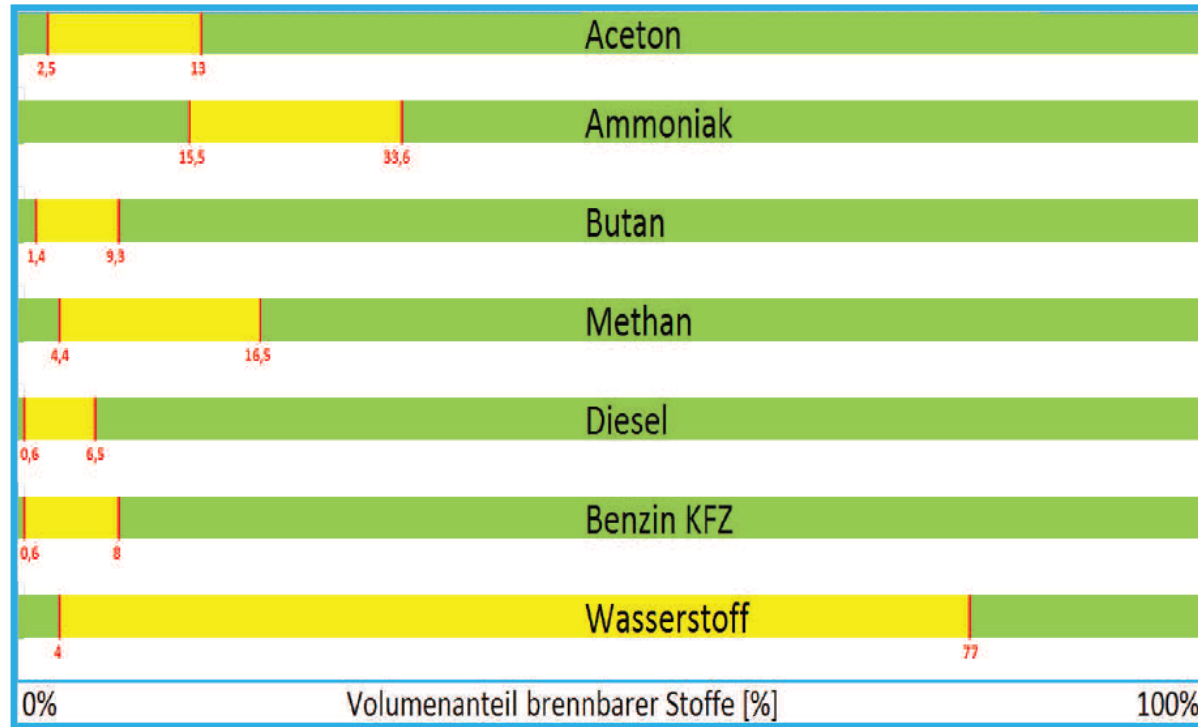 Aceton
2,5 13
Ammoniak
15,5 33,6
Butan
1,4 9,3
Methan
4,4 16,5
Diesel
0,6 6,5
Benzin KFZ
0,6 8
Wasserstoff
4 77
0% Volumenanteil brennbarer Stoffe [%] 100%